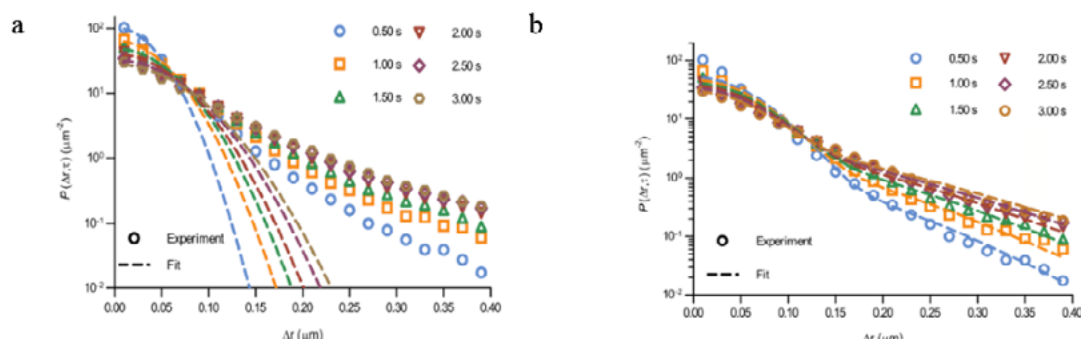 a
10²
10¹
10⁰
10⁻¹
10⁻²
P (Δr,τ) (μm⁻²)
0.50 s
2.00 s
1.00 s
2.50 s
1.50 s
3.00 s
Experiment
Fit
0.00 0.05 0.10 0.15 0.20 0.25 0.30 0.35 0.40
Δr (μm)
b
10²
10¹
10⁰
10⁻¹
10⁻²
P (Δr,τ) (μm⁻²)
0.50 s
2.00 s
1.00 s
2.50 s
1.50 s
3.00 s
Experiment
Fit
0.00 0.05 0.10 0.15 0.20 0.25 0.30 0.35 0.40
Δr (μm)